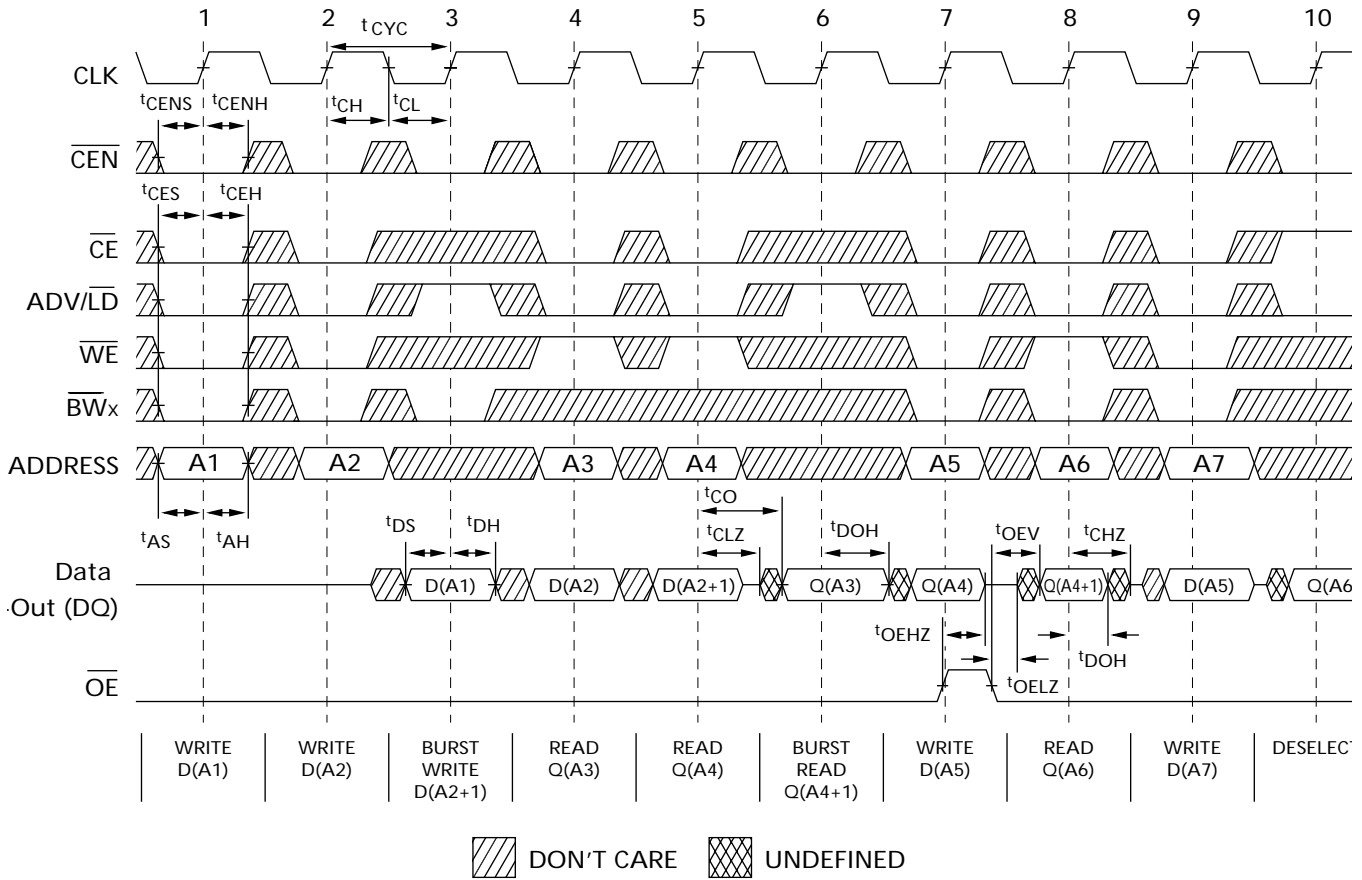 1 2 3 4 5 6 7 8 9 10
tCYC
CLK
tCENS tCENH tCH tCL
CEN
tCES tCEH
CE
ADV/LD
WE
BWx
ADDRESS A1 A2 A3 A4 A5 A6 A7
tCO
tAS tAH tDS tDH tCLZ tDOH tOEV tCHZ
Data
D(A1) D(A2) D(A2+1) Q(A3) Q(A4) Q(A4+1) D(A5) Q(A6
-Out (DQ)
tOEHZ tDOH
tOELZ
OE
WRITE D(A1)
WRITE D(A2)
BURST WRITE D(A2+1)
READ Q(A3)
READ Q(A4)
BURST READ Q(A4+1)
WRITE D(A5)
READ Q(A6)
WRITE D(A7)
DESELECT
DON'T CARE UNDEFINED